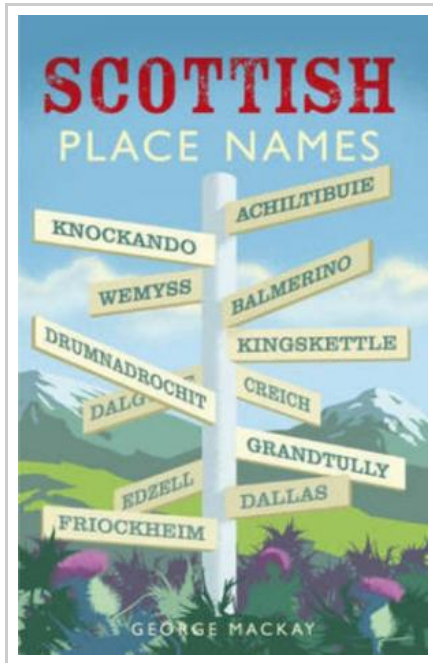 SCOTTISH
PLACE NAMES
ACHILTIBUIE
KNOCKANDO
WEMYSS
BALMERINO
KINGSKETTLE
DRUMNADROCHIT
CREICH
GRANDTULLY
EDZELL
DALLAS
FRIOCKHEIM
GEORGE MACKAY